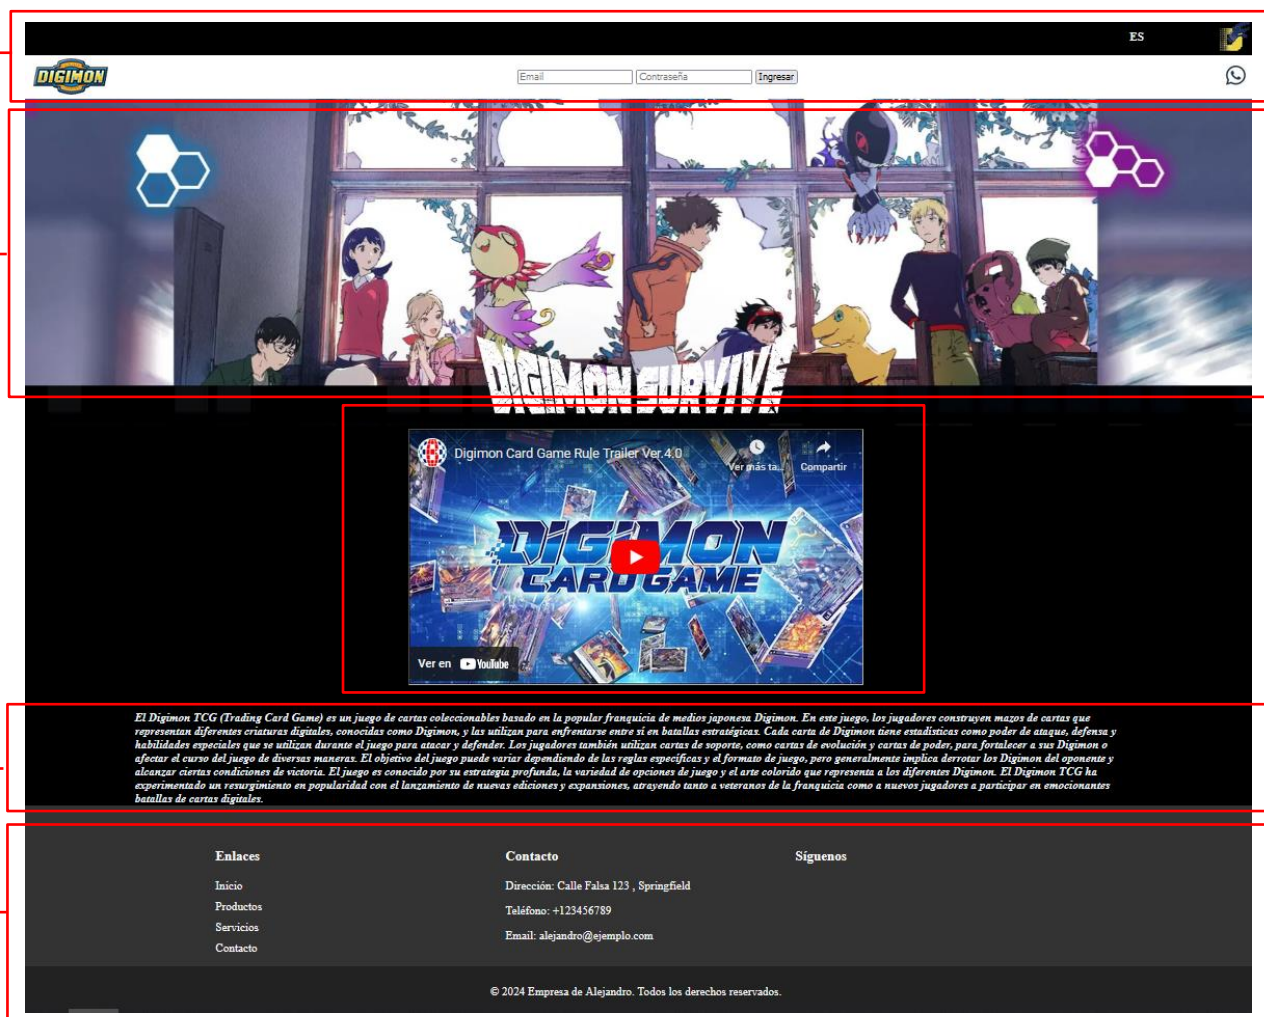 ES
DIGIMON
Email
Contraseña
Ingresar
DIGIMON SURVIVE
Digimon Card Game Rule Trailer Ver.4.0
Ver más ta...
Compartir
DIGIMON
CARD GAME
Ver en YouTube
El Digimon TCG (Trading Card Game) es un juego de cartas coleccionables basado en la popular franquicia de medios japonesa Digimon. En este juego, los jugadores construyen mazos de cartas que
representan diferentes criaturas digitales, conocidas como Digimon, y las utilizan para enfrentarse entre sí en batallas estratégicas. Cada carta de Digimon tiene estadísticas como poder de ataque, defensa y
habilidades especiales que se utilizan durante el juego para atacar y defender. Los jugadores también utilizan cartas de soporte, como cartas de evolución y cartas de poder, para fortalecer a sus Digimon o
afectar el curso del juego de diversas maneras. El objetivo del juego puede variar dependiendo de las reglas específicas y el formato de juego, pero generalmente implica derrotar los Digimon del oponente y
alcanzar ciertas condiciones de victoria. El juego es conocido por su estrategia profunda, la variedad de opciones de juego y el arte colorido que representa a los diferentes Digimon. El Digimon TCG ha
experimentado un resurgimiento en popularidad con el lanzamiento de nuevas ediciones y expansiones, atrayendo tanto a veteranos de la franquicia como a nuevos jugadores a participar en emocionantes
batallas de cartas digitales.
Enlaces
Inicio
Productos
Servicios
Contacto
Contacto
Dirección: Calle Falsa 123 , Springfield
Teléfono: +123456789
Email: alejandro@ejemplo.com
Síguenos
© 2024 Empresa de Alejandro. Todos los derechos reservados.